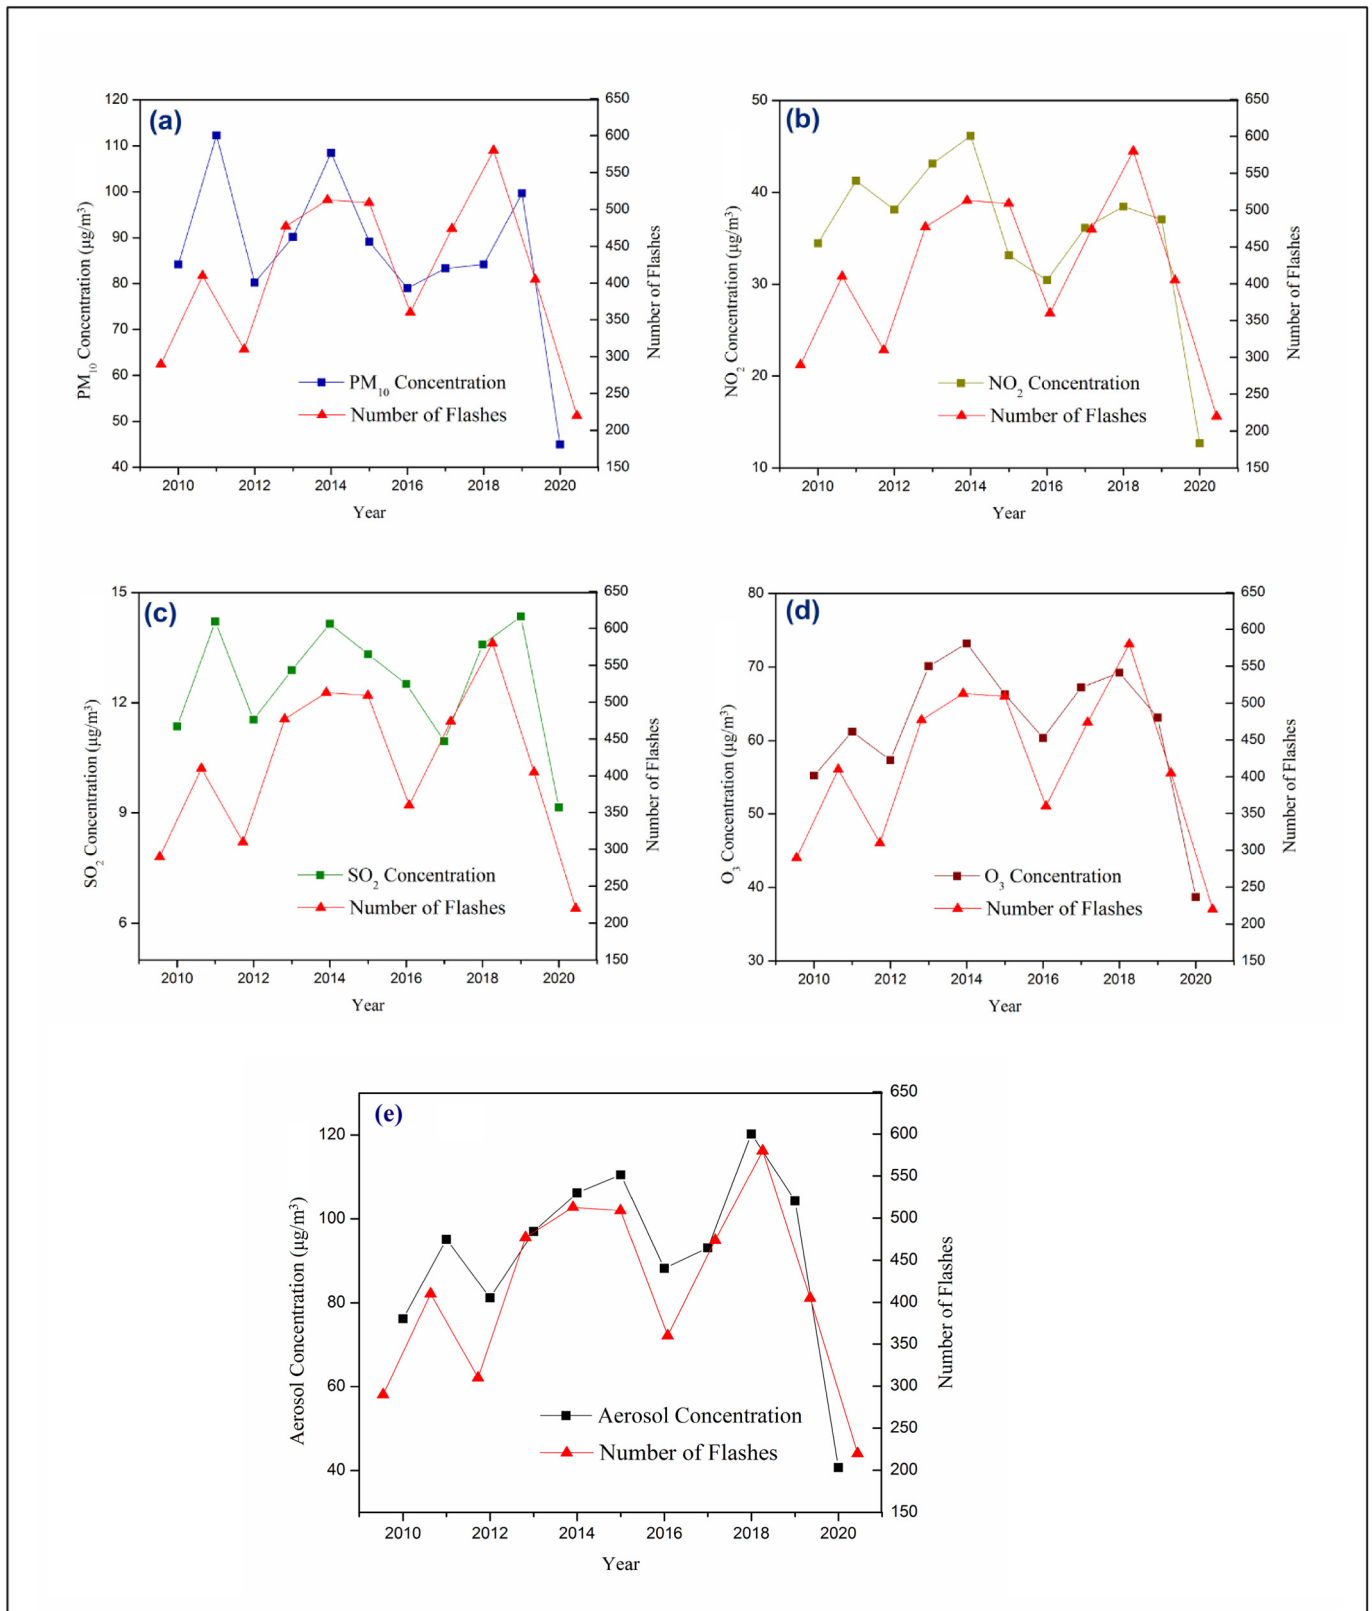 (a)
120
110
100
90
80
70
60
50
40
PM₁₀ Concentration (μg/m³)
650
600
550
500
450
400
350
300
250
200
150
Number of Flashes
PM₁₀ Concentration
Number of Flashes
2010 2012 2014 2016 2018 2020
Year
(b)
50
40
30
20
10
NO₂ Concentration (μg/m³)
650
600
550
500
450
400
350
300
250
200
150
Number of Flashes
NO₂ Concentration
Number of Flashes
2010 2012 2014 2016 2018 2020
Year
(c)
15
12
9
6
SO₂ Concentration (μg/m³)
650
600
550
500
450
400
350
300
250
200
150
Number of Flashes
SO₂ Concentration
Number of Flashes
2010 2012 2014 2016 2018 2020
Year
(d)
80
70
60
50
40
30
O₃ Concentration (μg/m³)
650
600
550
500
450
400
350
300
250
200
150
Number of Flashes
O₃ Concentration
Number of Flashes
2010 2012 2014 2016 2018 2020
Year
(e)
120
100
80
60
40
Aerosol Concentration (μg/m³)
650
600
550
500
450
400
350
300
250
200
150
Number of Flashes
Aerosol Concentration
Number of Flashes
2010 2012 2014 2016 2018 2020
Year